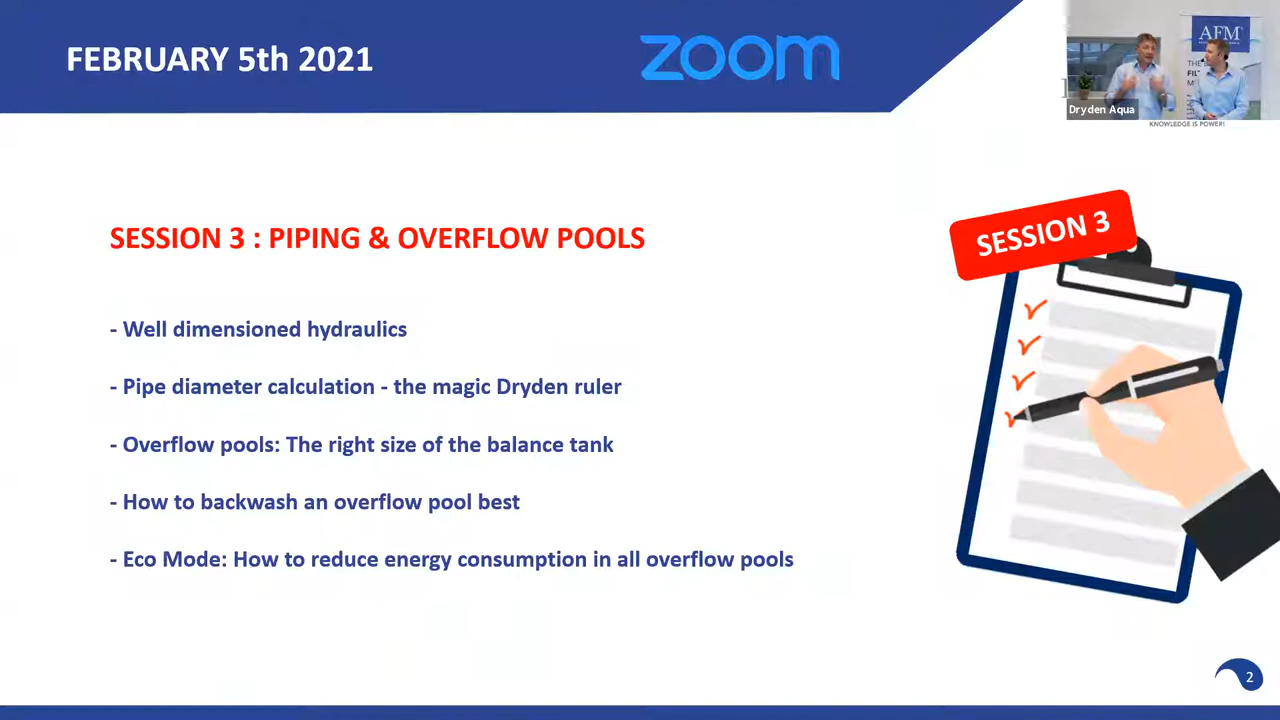 FEBRUARY 5th 2021
zoom
AFM
Dryden Aqua
KNOWLEDGE IS POWER!
SESSION 3 : PIPING & OVERFLOW POOLS
SESSION 3
- Well dimensioned hydraulics
- Pipe diameter calculation - the magic Dryden ruler
- Overflow pools: The right size of the balance tank
- How to backwash an overflow pool best
- Eco Mode: How to reduce energy consumption in all overflow pools
2